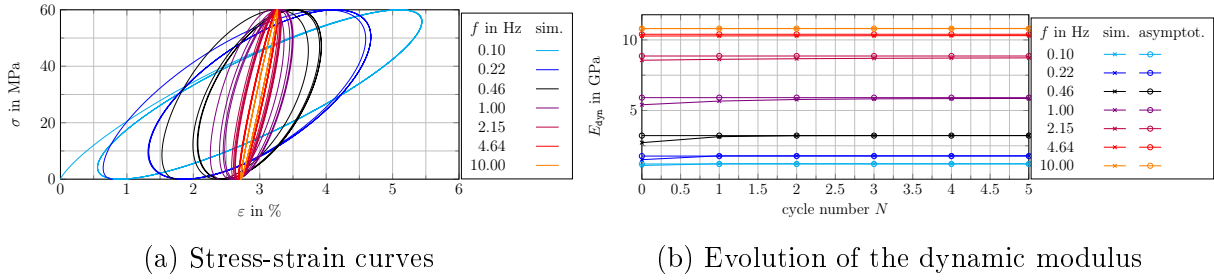 60
40
20
0
σ in MPa
0 1 2 3 4 5 6
ε in %
f in Hz sim.
0.10
0.22
0.46
1.00
2.15
4.64
10.00
(a) Stress-strain curves
10
5
E_dyn in GPa
0 0.5 1 1.5 2 2.5 3 3.5 4 4.5 5
cycle number N
f in Hz sim. asymptot.
0.10
0.22
0.46
1.00
2.15
4.64
10.00
(b) Evolution of the dynamic modulus